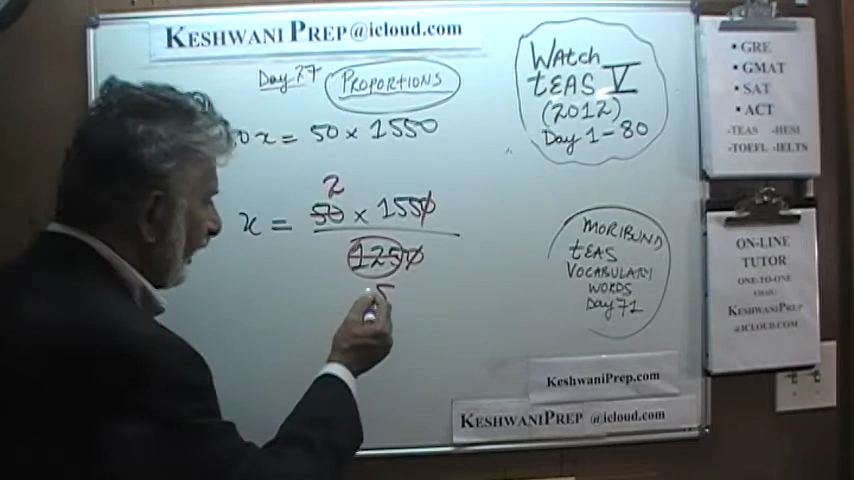 KESHWANI PREP@icloud.com
Day 27 PROPORTIONS
0x = 50 x 1550
2
x = 50 x 1550
1250
5
WAtch
tEAS V
(2012)
Day 1-80
MORIBUND
tEAS
VOCABULARY
WORDS
Day 71
• GRE
• GMAT
• SAT
• ACT
-TEAS -HESI
-TOEFL -IELTS
ON-LINE
TUTOR
ONE-TO-ONE
EMAIL:
KESHWANIPREP
@ICLOUD.COM
KESHWANIPREP.COM
KESHWANIPREP @icloud.com